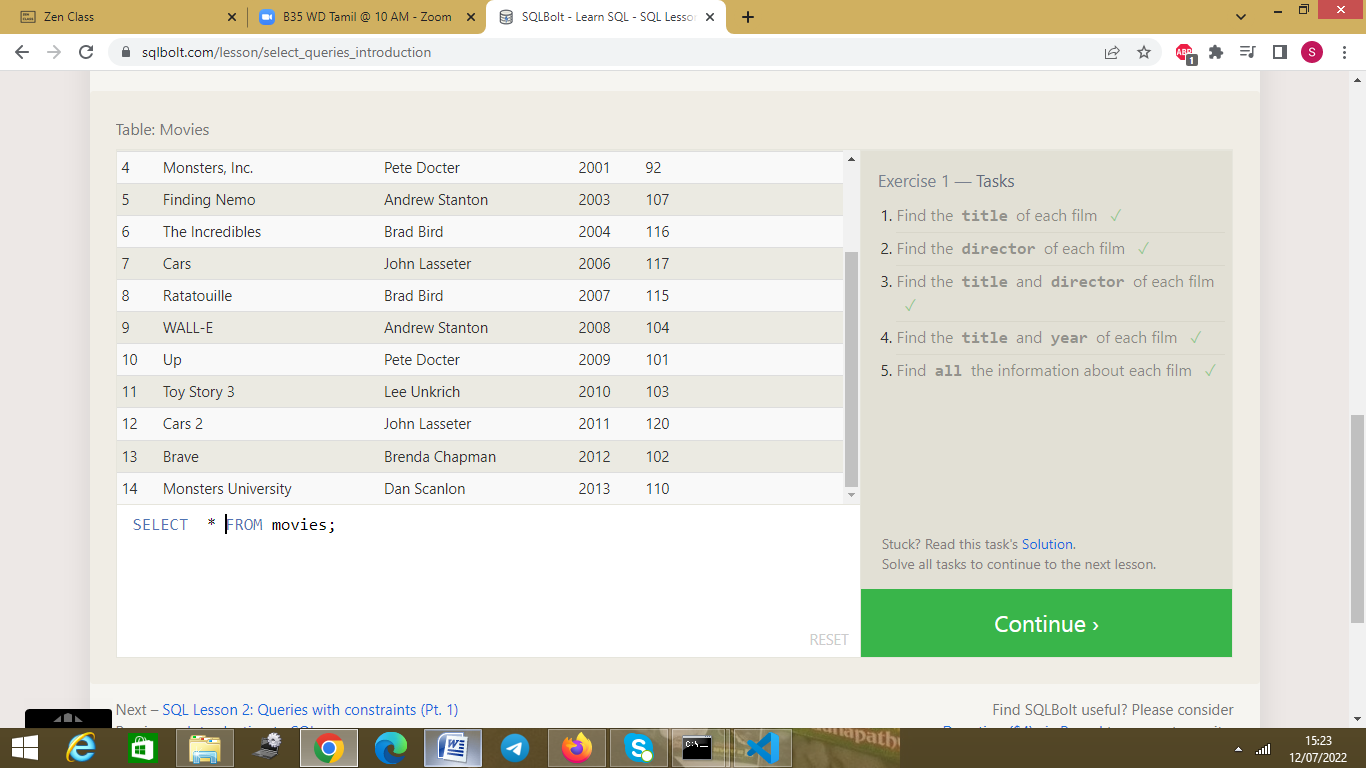 Zen Class
B35 WD Tamil @ 10 AM - Zoom
SQLBolt - Learn SQL - SQL Lesso
sqlbolt.com/lesson/select_queries_introduction
ABP
1
S
Table: Movies
4 Monsters, Inc. Pete Docter 2001 92
5 Finding Nemo Andrew Stanton 2003 107
6 The Incredibles Brad Bird 2004 116
7 Cars John Lasseter 2006 117
8 Ratatouille Brad Bird 2007 115
9 WALL-E Andrew Stanton 2008 104
10 Up Pete Docter 2009 101
11 Toy Story 3 Lee Unkrich 2010 103
12 Cars 2 John Lasseter 2011 120
13 Brave Brenda Chapman 2012 102
14 Monsters University Dan Scanlon 2013 110
SELECT * FROM movies;
RESET
Exercise 1 — Tasks
1. Find the title of each film ✓
2. Find the director of each film ✓
3. Find the title and director of each film
✓
4. Find the title and year of each film ✓
5. Find all the information about each film ✓
Stuck? Read this task's Solution.
Solve all tasks to continue to the next lesson.
Continue ›
Next – SQL Lesson 2: Queries with constraints (Pt. 1)
Find SQLBolt useful? Please consider
15:23
12/07/2022